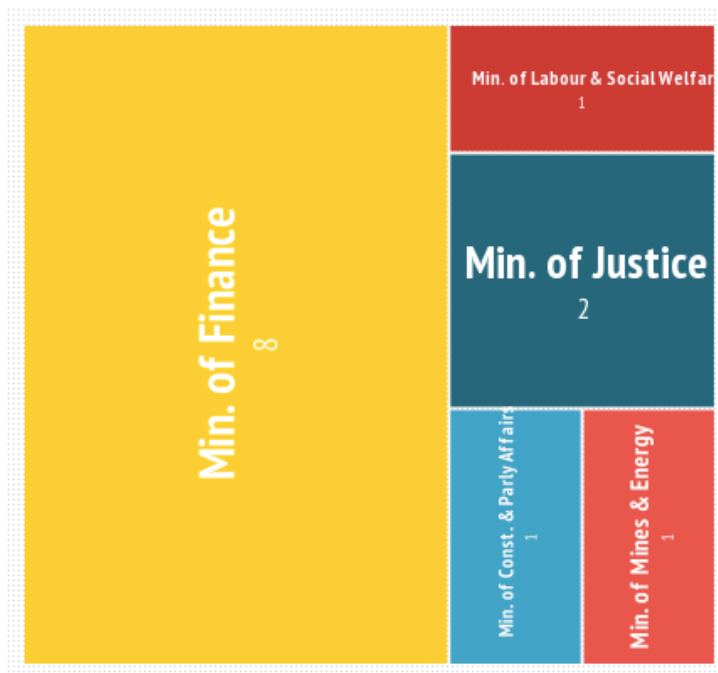 Min. of Finance
8
Min. of Labour & Social Welfar
1
Min. of Justice
2
Min. of Const. & Parly Affairs
1
Min. of Mines & Energy
1